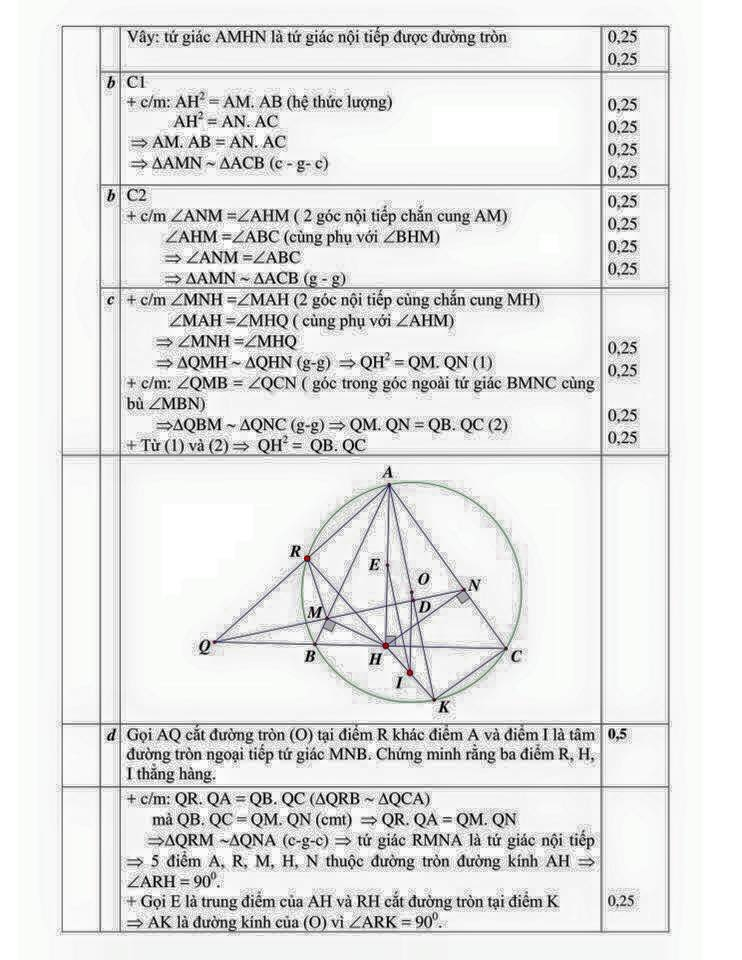 Vây: tứ giác AMHN là tứ giác nội tiếp được đường tròn
0,25
0,25
b C1
+ c/m: AH² = AM. AB (hệ thức lượng)
0,25
AH² = AN. AC
0,25
⇒ AM. AB = AN. AC
0,25
⇒ ΔAMN ~ ΔACB (c - g- c)
0,25
b C2
0,25
+ c/m ∠ANM =∠AHM ( 2 góc nội tiếp chắn cung AM)
0,25
∠AHM =∠ABC (cùng phụ với ∠BHM)
0,25
⇒ ∠ANM =∠ABC
0,25
⇒ ΔAMN ~ ΔACB (g - g)
c + c/m ∠MNH =∠MAH (2 góc nội tiếp cùng chắn cung MH)
∠MAH =∠MHQ ( cùng phụ với ∠AHM)
⇒ ∠MNH =∠MHQ
0,25
⇒ ΔQMH ~ ΔQHN (g-g) ⇒ QH² = QM. QN (1)
0,25
+ c/m: ∠QMB = ∠QCN ( góc trong góc ngoài tứ giác BMNC cùng
bù ∠MBN)
0,25
⇒ΔQBM ~ ΔQNC (g-g) ⇒ QM. QN = QB. QC (2)
0,25
+ Từ (1) và (2) ⇒ QH² = QB. QC
A
R
E
O
N
M
D
Q
B
H
C
I
K
d Gọi AQ cắt đường tròn (O) tại điểm R khác điểm A và điểm I là tâm
0,5
đường tròn ngoại tiếp tứ giác MNB. Chứng minh rằng ba điểm R, H,
I thẳng hàng.
+ c/m: QR. QA = QB. QC (ΔQRB ~ ΔQCA)
mà QB. QC = QM. QN (cmt) ⇒ QR. QA = QM. QN
⇒ΔQRM ~ΔQNA (c-g-c) ⇒ tứ giác RMNA là tứ giác nội tiếp
⇒ 5 điểm A, R, M, H, N thuộc đường tròn đường kính AH ⇒
∠ARH = 90⁰.
+ Gọi E là trung điểm của AH và RH cắt đường tròn tại điểm K
0,25
⇒ AK là đường kính của (O) vì ∠ARK = 90⁰.